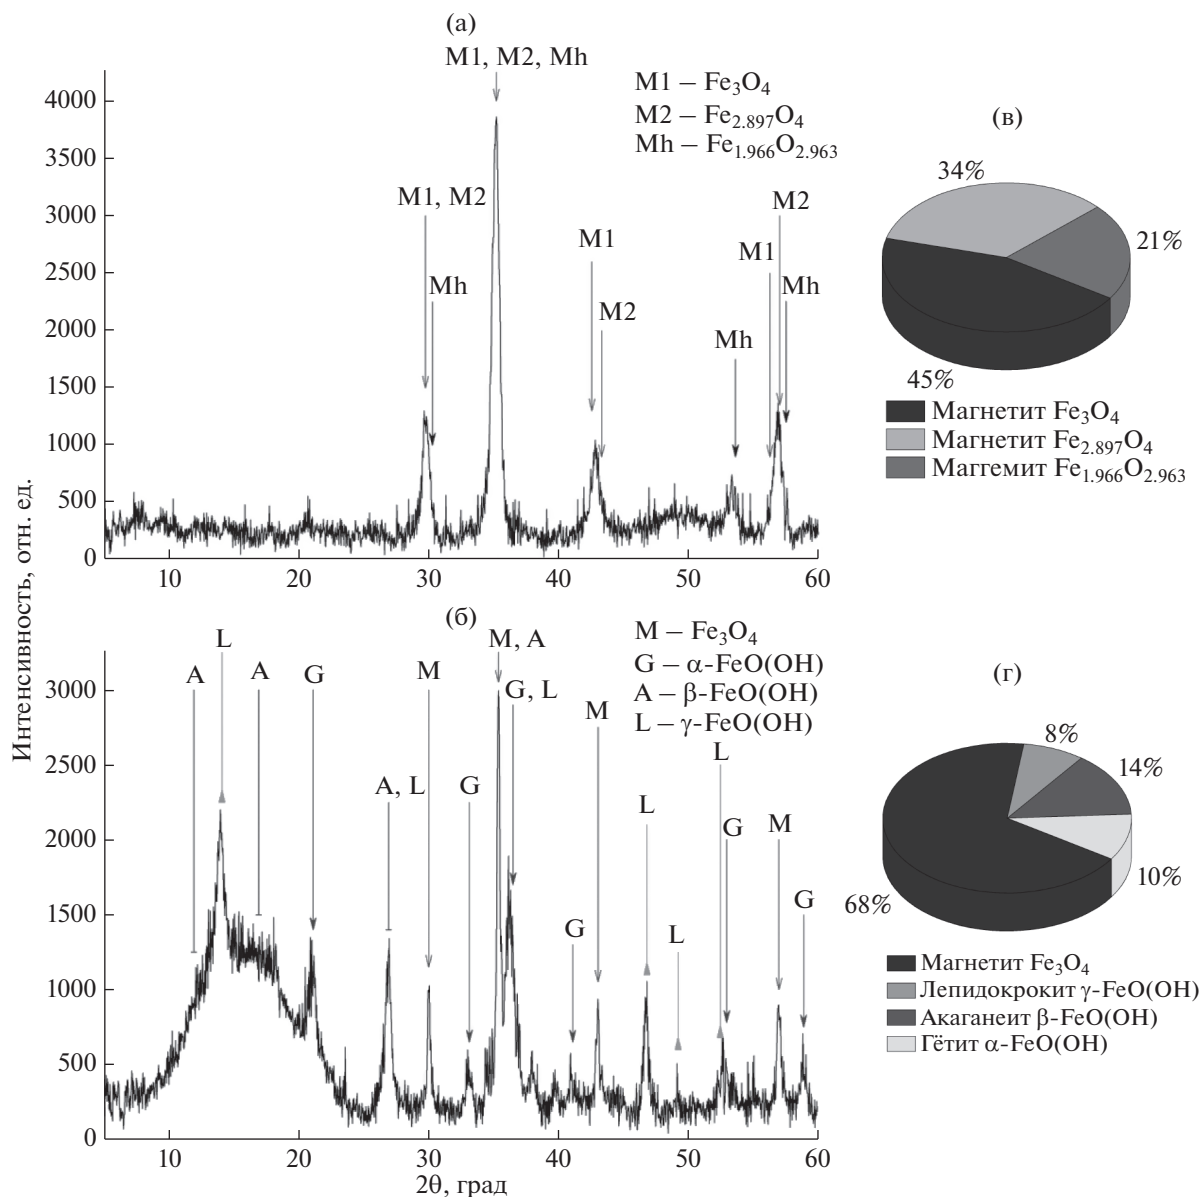 (а)
M1, M2, Mh
M1 – Fe₃O₄
M2 – Fe₂.₈₉₇O₄
Mh – Fe₁.₉₆₆O₂.₉₆₃
4000
3500
3000
2500
2000
1500
1000
500
0
M1, M2
Mh
M1
M2
Mh
M1
M2
Mh
10
20
30
40
50
60
(в)
34%
21%
45%
Магнетит Fe₃O₄
Магнетит Fe₂.₈₉₇O₄
Маггемит Fe₁.₉₆₆O₂.₉₆₃
Интенсивность, отн. ед.
(б)
M – Fe₃O₄
G – α-FeO(OH)
A – β-FeO(OH)
L – γ-FeO(OH)
3000
2500
2000
1500
1000
500
0
A
L
A
G
A, L
M
G
M, A
G, L
G
M
L
L
L
G
M
G
10
20
30
40
50
60
2θ, град
(г)
8%
14%
10%
68%
Магнетит Fe₃O₄
Лепидокрокит γ-FeO(OH)
Акаганеит β-FeO(OH)
Гётит α-FeO(OH)